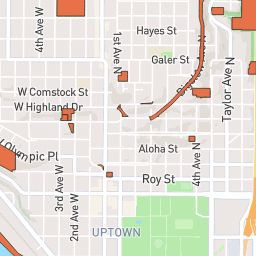 Hayes St
4th Ave W
1st Ave N
Galer St
Taylor Ave N
W Comstock St
W Highland Dr
Aloha St
Olympic Pl
4th Ave N
Roy St
3rd Ave W
2nd Ave W
UPTOWN